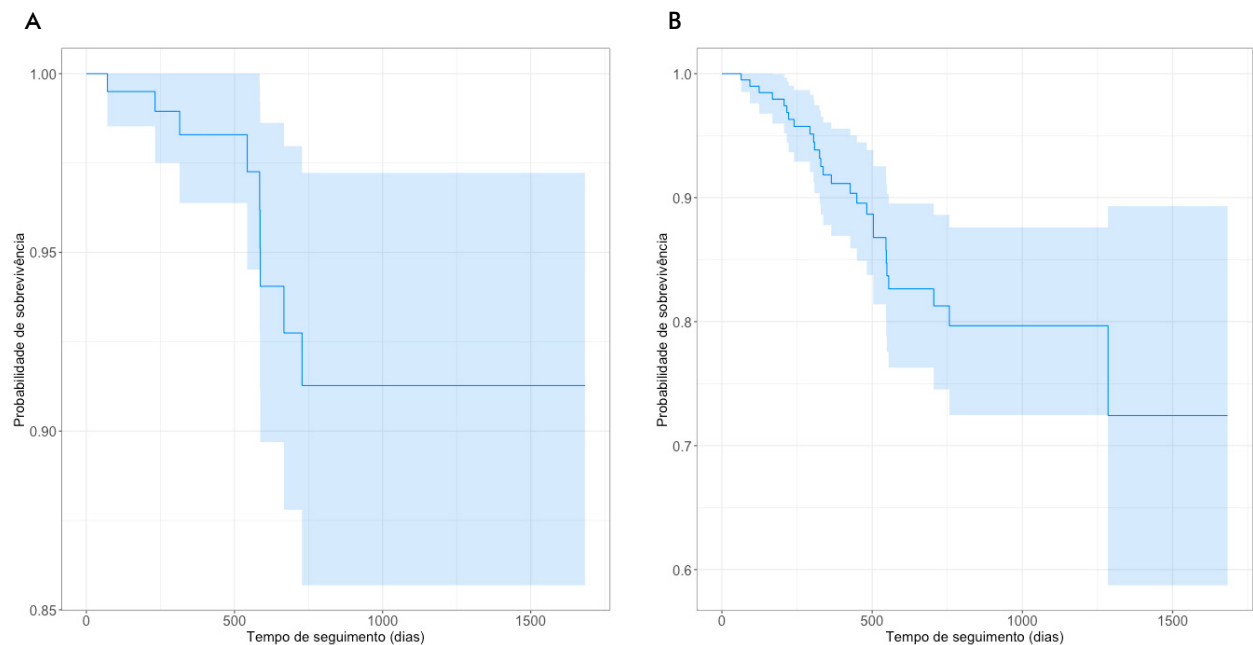 A
B
1.00
0.95
0.90
0.85
Probabilidade de sobrevivência
0
500
1000
1500
Tempo de seguimento (dias)
1.0
0.9
0.8
0.7
0.6
Probabilidade de sobrevivência
0
500
1000
1500
Tempo de seguimento (dias)